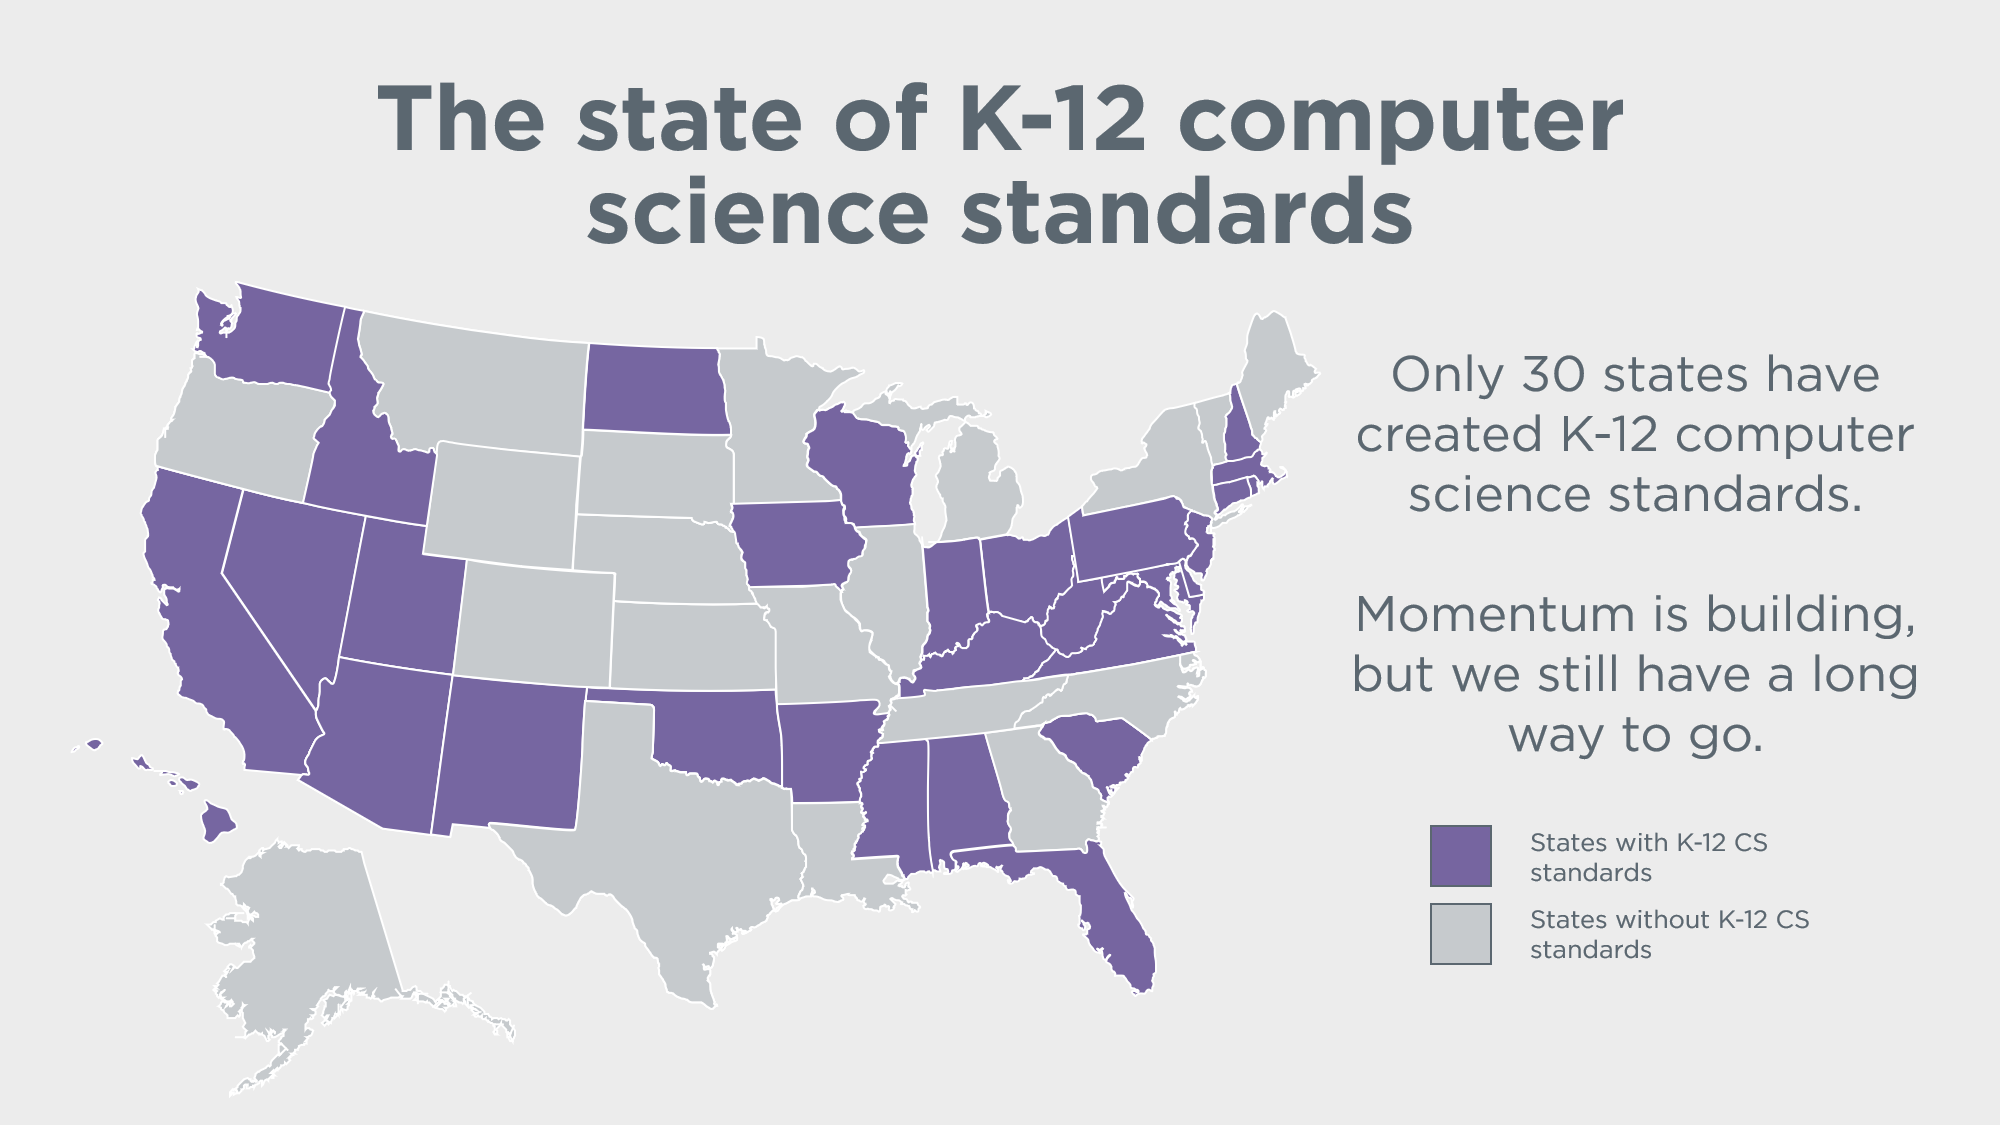 The state of K-12 computer
science standards
Only 30 states have
created K-12 computer
science standards.
Momentum is building,
but we still have a long
way to go.
States with K-12 CS
standards
States without K-12 CS
standards